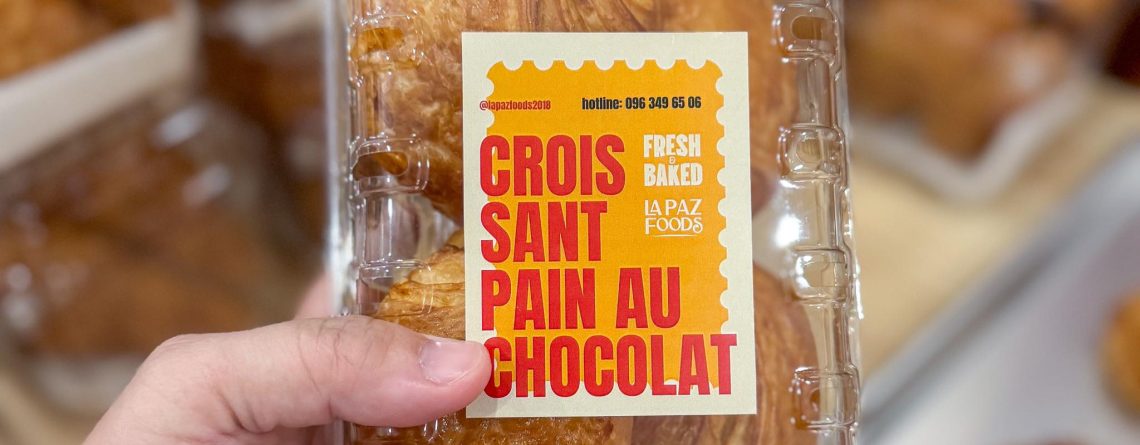 @lapazfoods2018
hotline: 096 349 65 06
CROIS
SANT
PAIN AU
CHOCOLAT
FRESH
&
BAKED
LA PAZ
FOODS